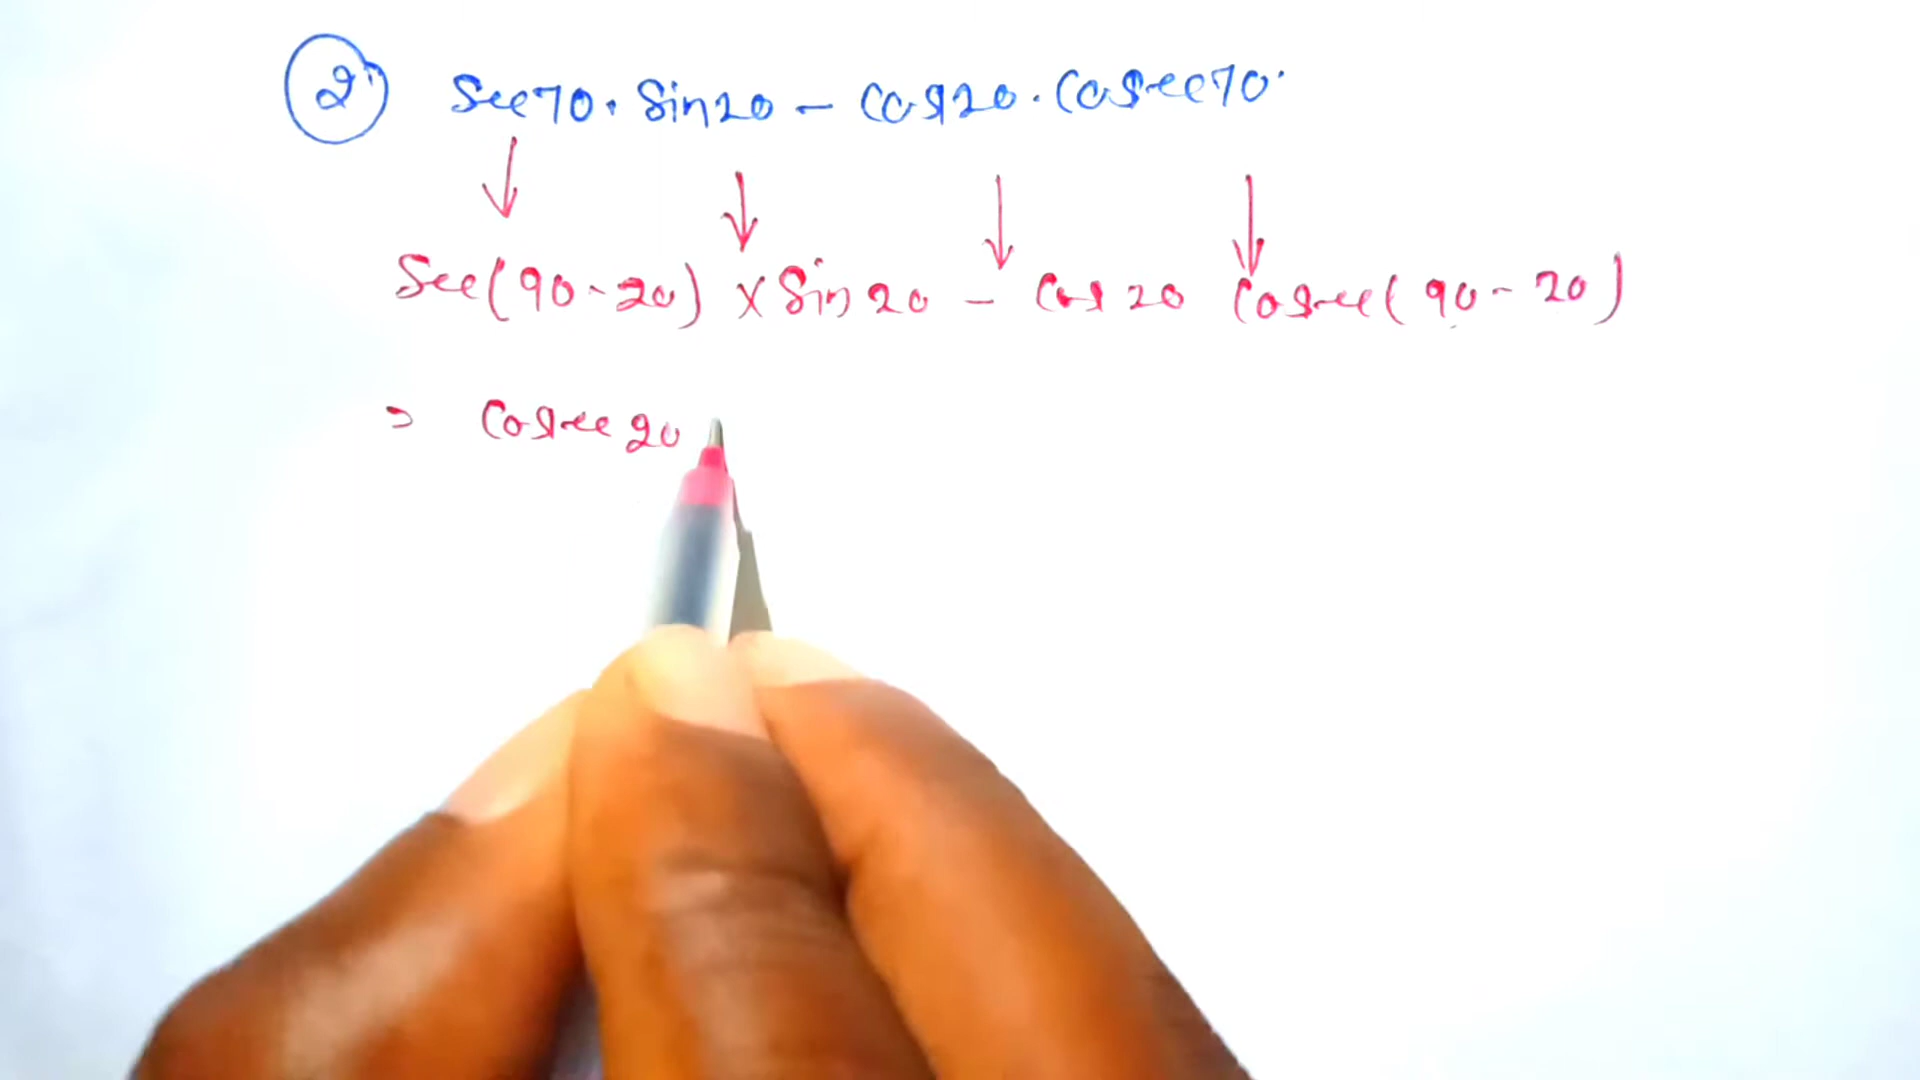 2) Sec70. Sin20 - Cos20. Cosec70.
Sec(90-20) x Sin20 - Cos20 Cosec(90-20)
= Cosec20